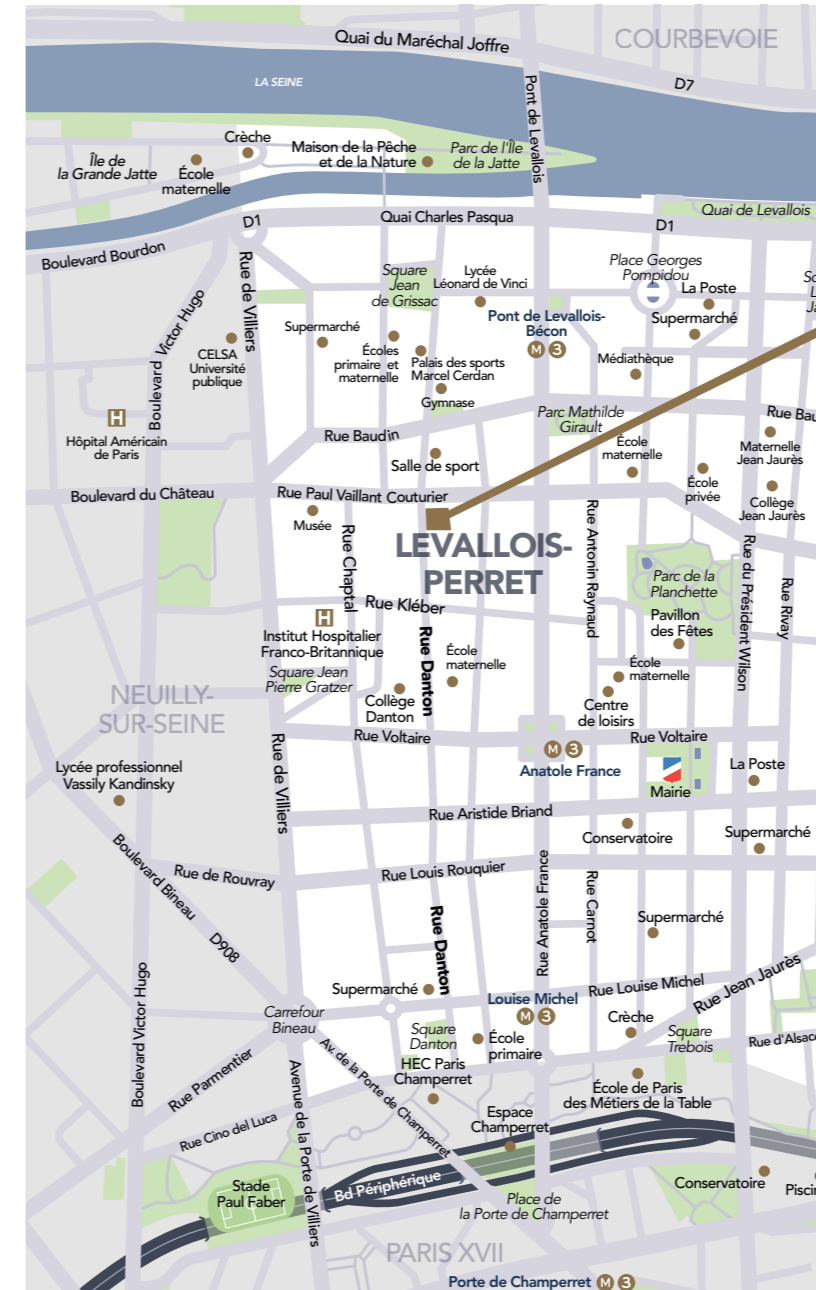 Quai du Maréchal Joffre
COURBEVOIE
LA SEINE
D7
Pont de Levallois
Crèche
Île de
la Grande Jatte
École
maternelle
Maison de la Pêche
et de la Nature
Parc de l'Île
de la Jatte
D1
Quai Charles Pasqua
D1
Quai de Levallois
Boulevard Bourdon
Rue de Villiers
Boulevard Victor Hugo
Square
Jean
de Grissac
Lycée
Léonard de Vinci
Place Georges
Pompidou
La Poste
Supermarché
Pont de Levallois-
Bécon
M 3
Supermarché
CELSA
Université
publique
Écoles
primaire et
maternelle
Palais des sports
Marcel Cerdan
Gymnase
Médiathèque
H
Hôpital Américain
de Paris
Parc Mathilde
Girault
Rue Baudin
École
maternelle
Maternelle
Jean Jaurès
Salle de sport
École
privée
Collège
Jean Jaurès
Boulevard du Château
Rue Paul Vaillant Couturier
Musée
Rue Chaptal
LEVALLOIS-
PERRET
Rue Antonin Raynaud
Rue du Président Wilson
Rue Rivay
Parc de la
Planchette
Rue Kléber
H
Institut Hospitalier
Franco-Britannique
Rue Danton
Pavillon
des Fêtes
Square Jean
Pierre Gratzer
École
maternelle
École
maternelle
Collège
Danton
Centre
de loisirs
NEUILLY-
SUR-SEINE
Rue de Villiers
Rue Voltaire
Rue Voltaire
M 3
Anatole France
Mairie
La Poste
Lycée professionnel
Vassily Kandinsky
Rue Aristide Briand
Conservatoire
Supermarché
Boulevard Bineau
Rue de Rouvray
Rue Louis Rouquier
Rue Anatole France
Rue Carnot
Rue Danton
Supermarché
D908
Boulevard Victor Hugo
Supermarché
Louise Michel
M 3
Rue Louise Michel
Rue Jean Jaurès
Carrefour
Bineau
Square
Danton
École
primaire
Crèche
Square
Trebois
Av. de la Porte de Champerret
Rue Parmentier
Avenue de la Porte de Villiers
HEC Paris
Champerret
École de Paris
des Métiers de la Table
Rue Cino del Luca
Espace
Champerret
Stade
Paul Faber
Bd Périphérique
Conservatoire
Place de
la Porte de Champerret
PARIS XVII
Porte de Champerret M 3